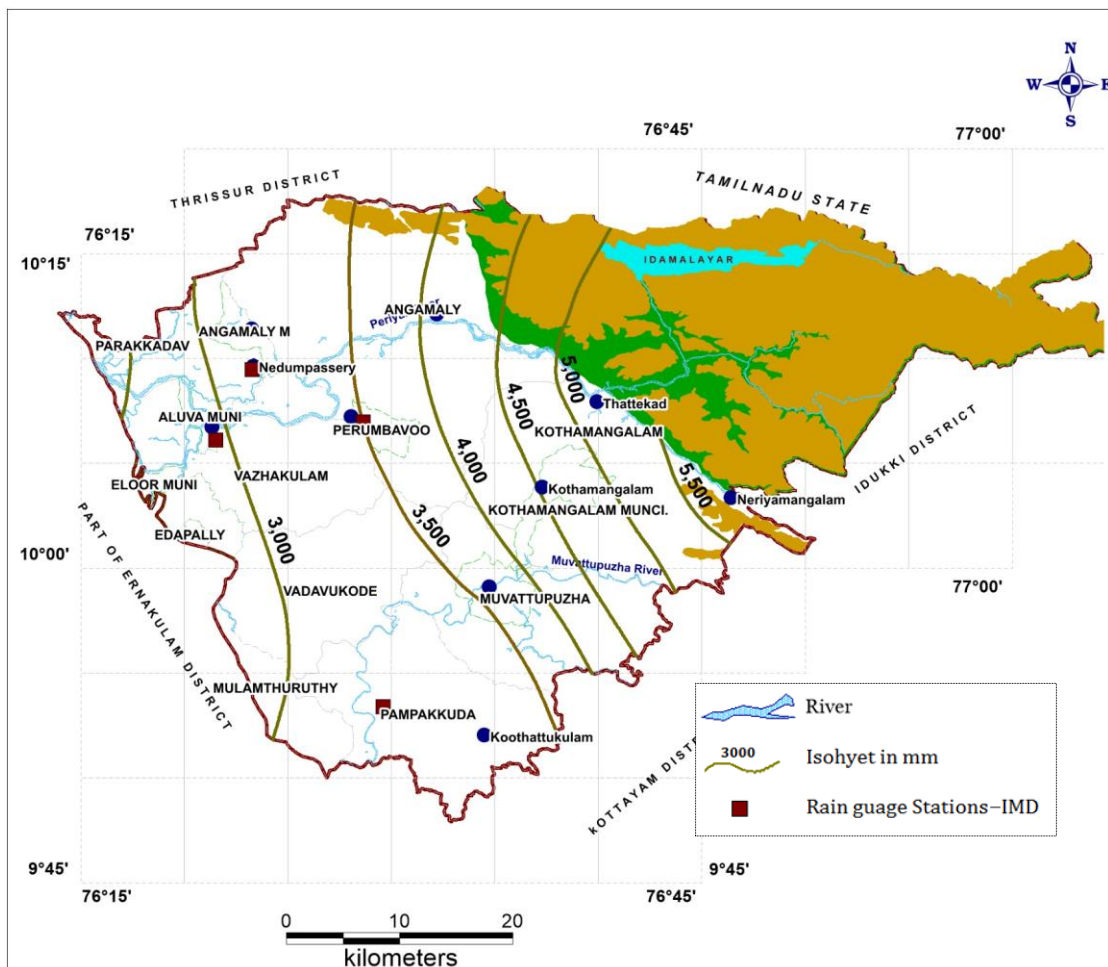 N
W E
S
76°45'
77°00'
THRISSUR DISTRICT
TAMILNADU STATE
76°15'
10°15'
IDAMALAYAR
ANGAMALY
ANGAMALY M
PARAKKADAV
Nedumpassery
5,000
Thattekad
4,500
ALUVA MUNI
PERUMBAVOO
KOTHAMANGALAM
4,000
IDUKKI DISTRICT
VAZHAKULAM
5,500
ELOOR MUNI
Kothamangalam
Neriyamangalam
KOTHAMANGALAM MUNCI.
3,500
PART OF ERNAKULAM DISTRICT
EDAPALLY
3,000
10°00'
Muvattupuzha River
77°00'
VADAVUKODE
MUVATTUPUZHA
MULAMTHURUTHY
PAMPAKKUDA
Koothattukulam
kOTTAYAM
River
3000
Isohyet in mm
Rain guage Stations–IMD
9°45'
9°45'
76°15'
76°45'
0 10 20
kilometers